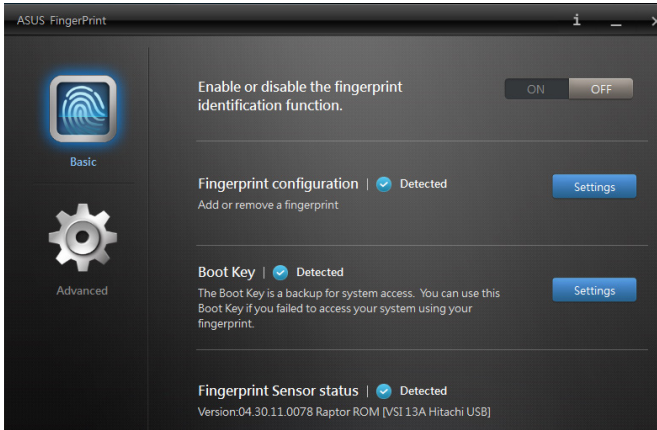 ASUS FingerPrint
i
Basic
Advanced
Enable or disable the fingerprint
identification function.
ON OFF
Fingerprint configuration | Detected
Add or remove a fingerprint
Settings
Boot Key | Detected
The Boot Key is a backup for system access. You can use this
Boot Key if you failed to access your system using your
fingerprint.
Settings
Fingerprint Sensor status | Detected
Version:04.30.11.0078 Raptor ROM [VSI 13A Hitachi USB]